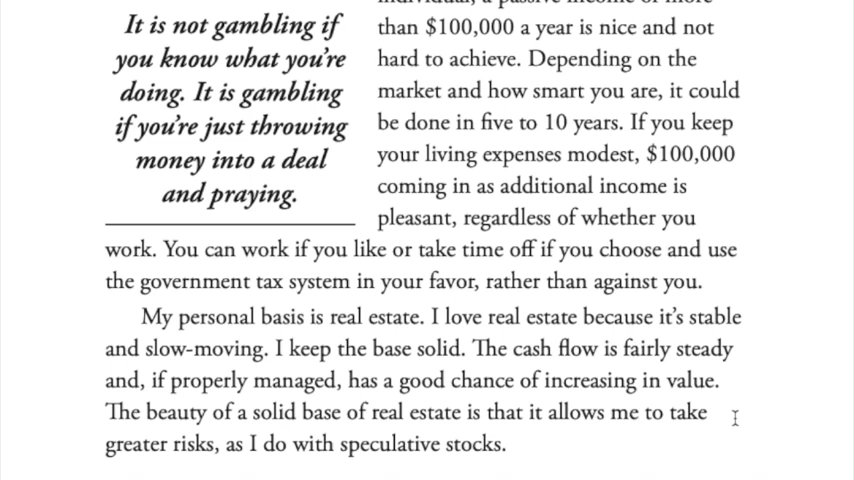 It is not gambling if
you know what you're
doing. It is gambling
if you're just throwing
money into a deal
and praying.
individual, a passive income of more
than $100,000 a year is nice and not
hard to achieve. Depending on the
market and how smart you are, it could
be done in five to 10 years. If you keep
your living expenses modest, $100,000
coming in as additional income is
pleasant, regardless of whether you
work. You can work if you like or take time off if you choose and use
the government tax system in your favor, rather than against you.
My personal basis is real estate. I love real estate because it's stable
and slow-moving. I keep the base solid. The cash flow is fairly steady
and, if properly managed, has a good chance of increasing in value.
The beauty of a solid base of real estate is that it allows me to take
greater risks, as I do with speculative stocks.